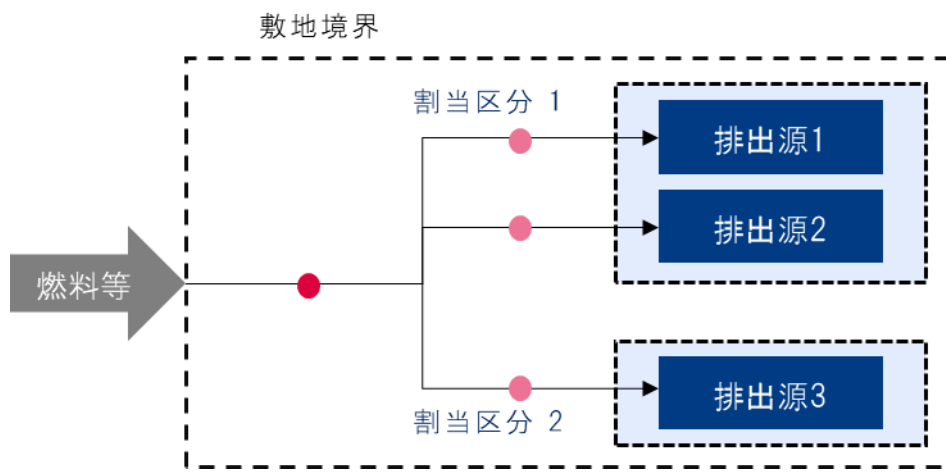 敷地境界
割当区分 1
排出源1
排出源2
燃料等
排出源3
割当区分 2